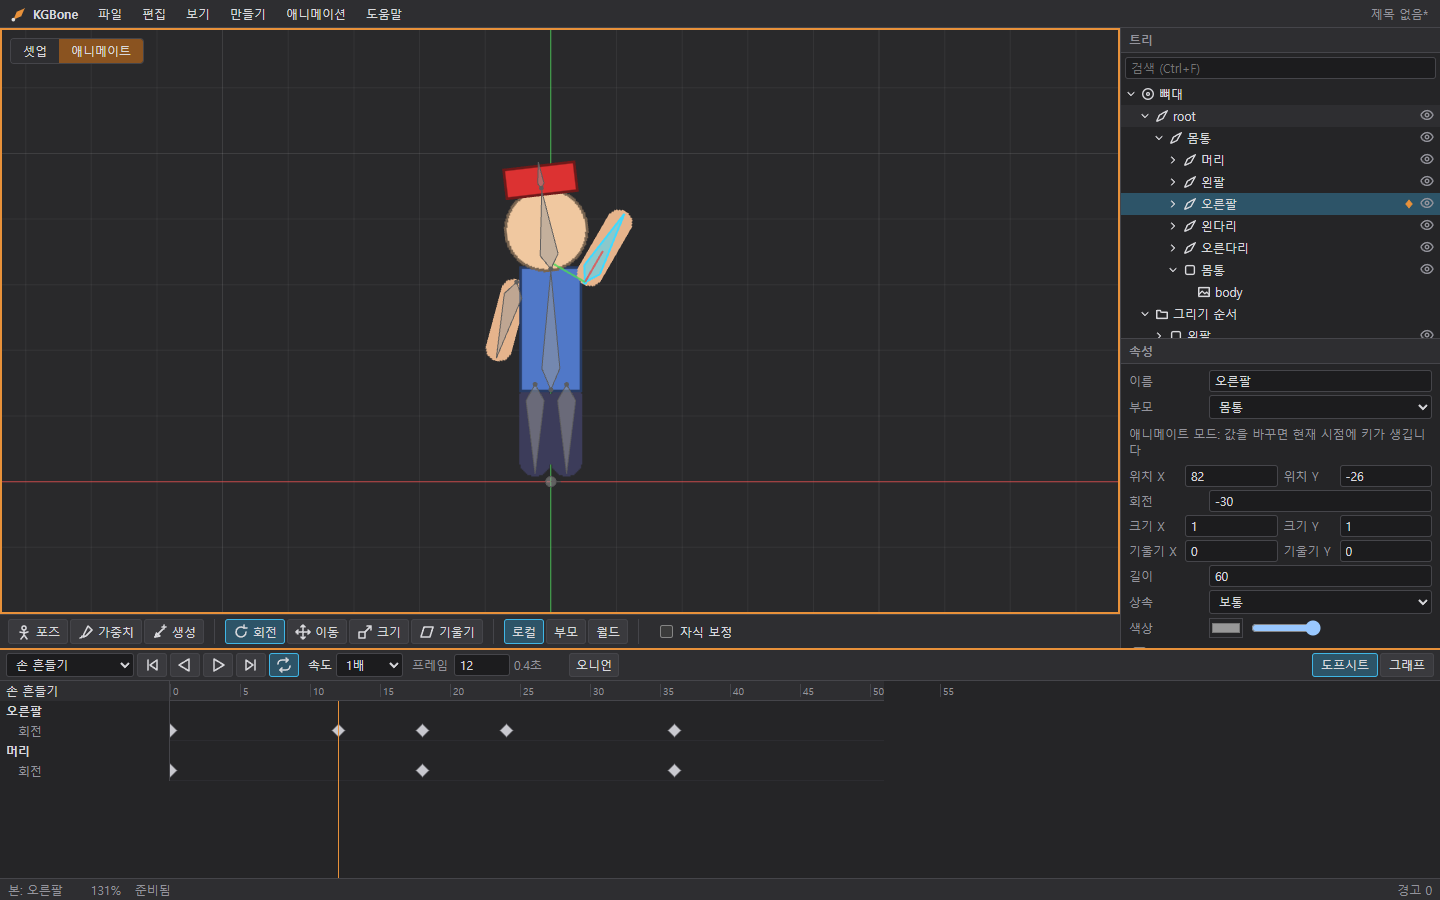 KGBone 파일 편집 보기 만들기 애니메이션 도움말 제목 없음*
셋업 애니메이트
트리
검색 (Ctrl+F)
뼈대
root
몸통
머리
왼팔
오른팔
왼다리
오른다리
몸통
body
그리기 순서
왼팔
속성
이름 오른팔
부모 몸통
애니메이트 모드: 값을 바꾸면 현재 시점에 키가 생깁니
다
위치 X 82 위치 Y -26
회전 -30
크기 X 1 크기 Y 1
기울기 X 0 기울기 Y 0
길이 60
상속 보통
색상
포즈 가중치 생성 회전 이동 크기 기울기 로컬 부모 월드 자식 보정
손 흔들기 속도 1배 프레임 12 0.4초 오니언 도프시트 그래프
손 흔들기 0 5 10 15 20 25 30 35 40 45 50 55
오른팔
회전
머리
회전
본: 오른팔 131% 준비됨 경고 0